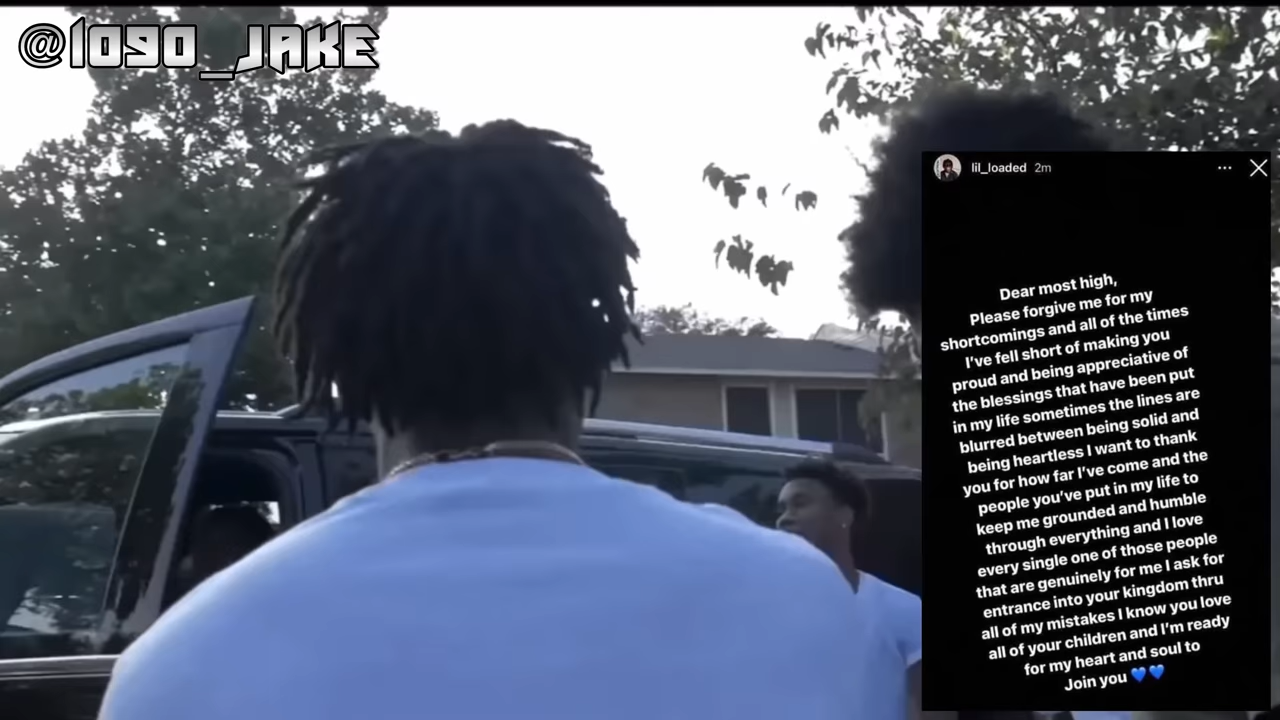 @1090_JAKE
lil_loaded 2m
Dear most high,
Please forgive me for my
shortcomings and all of the times
I've fell short of making you
proud and being appreciative of
the blessings that have been put
in my life sometimes the lines are
blurred between being solid and
being heartless I want to thank
you for how far I've come and the
people you've put in my life to
keep me grounded and humble
through everything and I love
every single one of those people
that are genuinely for me I ask for
entrance into your kingdom thru
all of my mistakes I know you love
all of your children and I'm ready
for my heart and soul to
Join you 💙💙